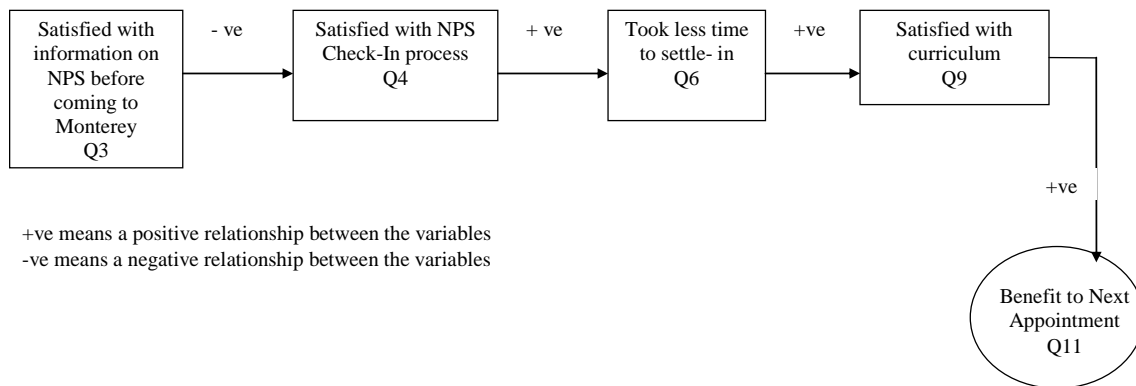 Satisfied with
information on
NPS before
coming to
Monterey
Q3
- ve
Satisfied with NPS
Check-In process
Q4
+ ve
Took less time
to settle- in
Q6
+ve
Satisfied with
curriculum
Q9
+ve
+ve means a positive relationship between the variables
-ve means a negative relationship between the variables
Benefit to Next
Appointment
Q11